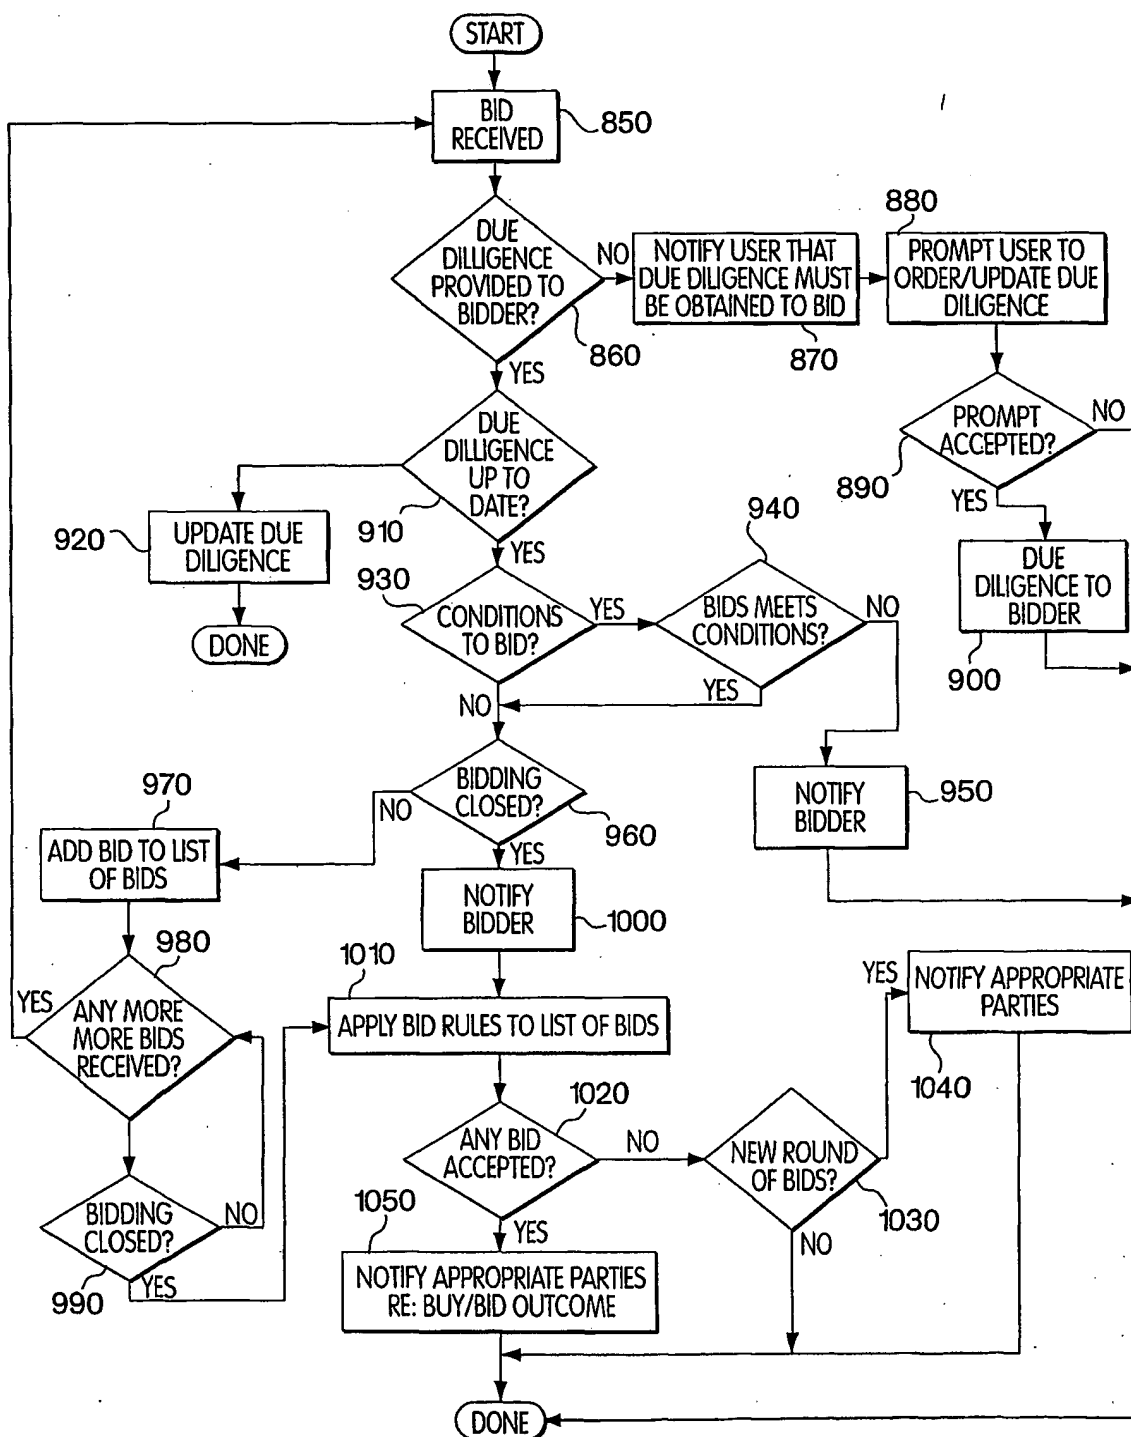 START
BID
RECEIVED
850
DUE
DILLIGENCE
PROVIDED TO
BIDDER?
860
NO
NOTIFY USER THAT
DUE DILIGENCE MUST
BE OBTAINED TO BID
870
880
PROMPT USER TO
ORDER/UPDATE DUE
DILIGENCE
YES
PROMPT
ACCEPTED?
NO
890
YES
DUE
DILIGENCE TO
BIDDER
900
DUE
DILLIGENCE
UP TO
DATE?
910
920
UPDATE DUE
DILIGENCE
DONE
YES
930
CONDITIONS
TO BID?
YES
940
BIDS MEETS
CONDITIONS?
NO
YES
NO
NOTIFY
BIDDER
950
BIDDING
CLOSED?
960
NO
970
ADD BID TO LIST
OF BIDS
YES
NOTIFY
BIDDER
1000
980
YES
ANY MORE
MORE BIDS
RECEIVED?
1010
APPLY BID RULES TO LIST OF BIDS
BIDDING
CLOSED?
NO
990
YES
1020
ANY BID
ACCEPTED?
NO
NEW ROUND
OF BIDS?
1030
YES
NOTIFY APPROPRIATE
PARTIES
1040
NO
YES
1050
NOTIFY APPROPRIATE PARTIES
RE: BUY/BID OUTCOME
DONE